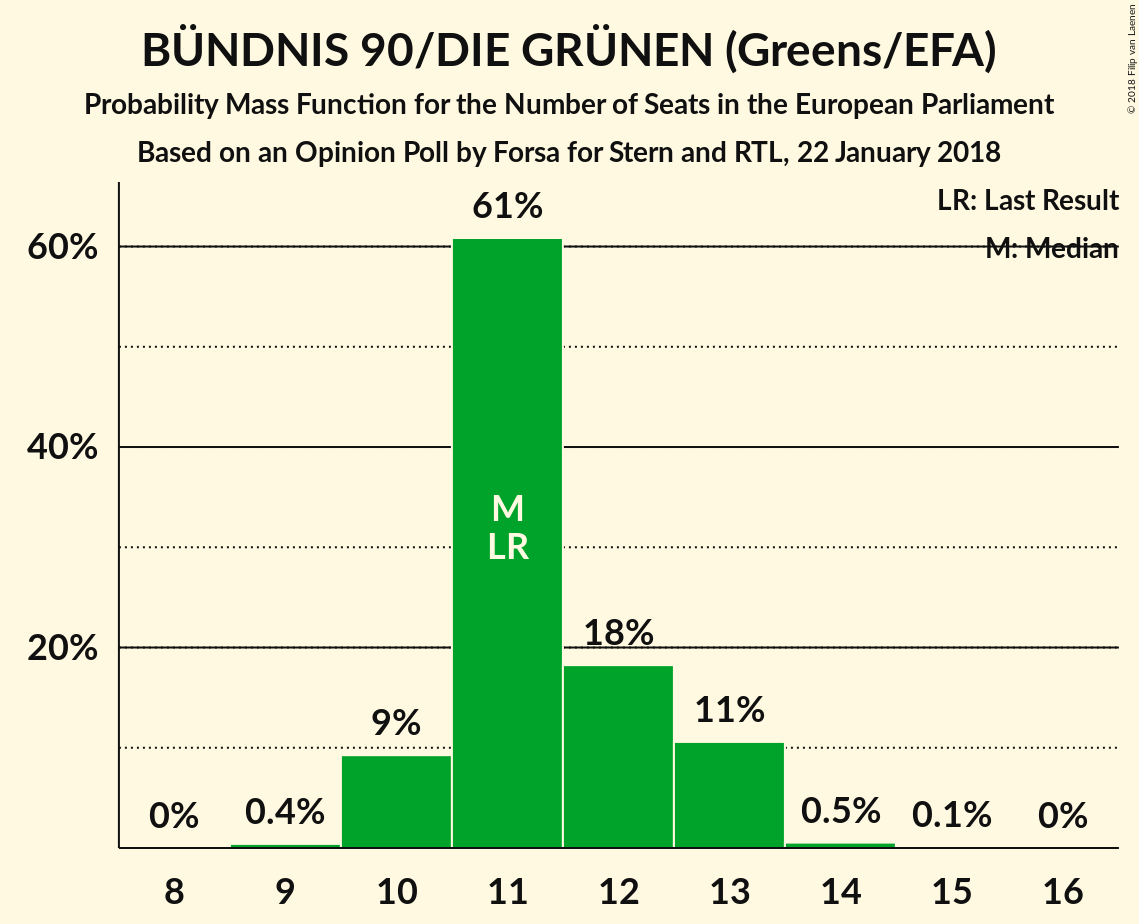 BÜNDNIS 90/DIE GRÜNEN (Greens/EFA)
Probability Mass Function for the Number of Seats in the European Parliament
Based on an Opinion Poll by Forsa for Stern and RTL, 22 January 2018
© 2018 Filip van Laenen
LR: Last Result
M: Median
61%
60%
40%
M
LR
18%
20%
11%
9%
0%
0.4%
0.5%
0.1%
0%
8 9 10 11 12 13 14 15 16